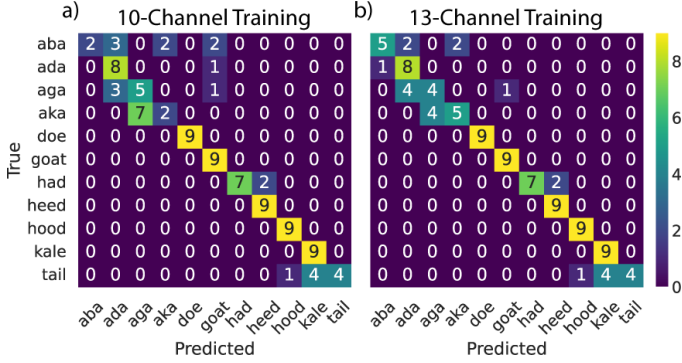 a) 10-Channel Training
b) 13-Channel Training
True
aba 2 3 0 2 0 2 0 0 0 0 0
ada 0 8 0 0 0 1 0 0 0 0 0
aga 0 3 5 0 0 1 0 0 0 0 0
aka 0 0 7 2 0 0 0 0 0 0 0
doe 0 0 0 0 9 0 0 0 0 0 0
goat 0 0 0 0 0 9 0 0 0 0 0
had 0 0 0 0 0 0 7 2 0 0 0
heed 0 0 0 0 0 0 0 9 0 0 0
hood 0 0 0 0 0 0 0 0 9 0 0
kale 0 0 0 0 0 0 0 0 0 9 0
tail 0 0 0 0 0 0 0 0 1 4 4
aba ada aga aka doe goat had heed hood kale tail
Predicted
5 2 0 2 0 0 0 0 0 0 0
1 8 0 0 0 0 0 0 0 0 0
0 4 4 0 0 1 0 0 0 0 0
0 0 4 5 0 0 0 0 0 0 0
0 0 0 0 9 0 0 0 0 0 0
0 0 0 0 0 9 0 0 0 0 0
0 0 0 0 0 0 7 2 0 0 0
0 0 0 0 0 0 0 9 0 0 0
0 0 0 0 0 0 0 0 9 0 0
0 0 0 0 0 0 0 0 0 9 0
0 0 0 0 0 0 0 0 1 4 4
aba ada aga aka doe goat had heed hood kale tail
Predicted
8
6
4
2
0